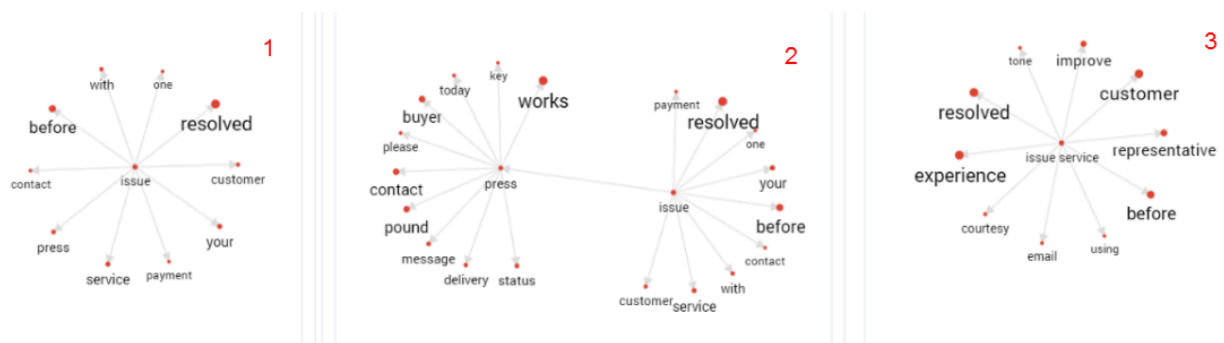 1
with
one
before
resolved
contact
issue
customer
press
your
service
payment
2
key
today
works
buyer
please
contact
press
pound
message
delivery
status
payment
resolved
one
your
issue
before
contact
with
customer
service
3
tone
improve
customer
resolved
representative
issue service
experience
before
courtesy
using
email